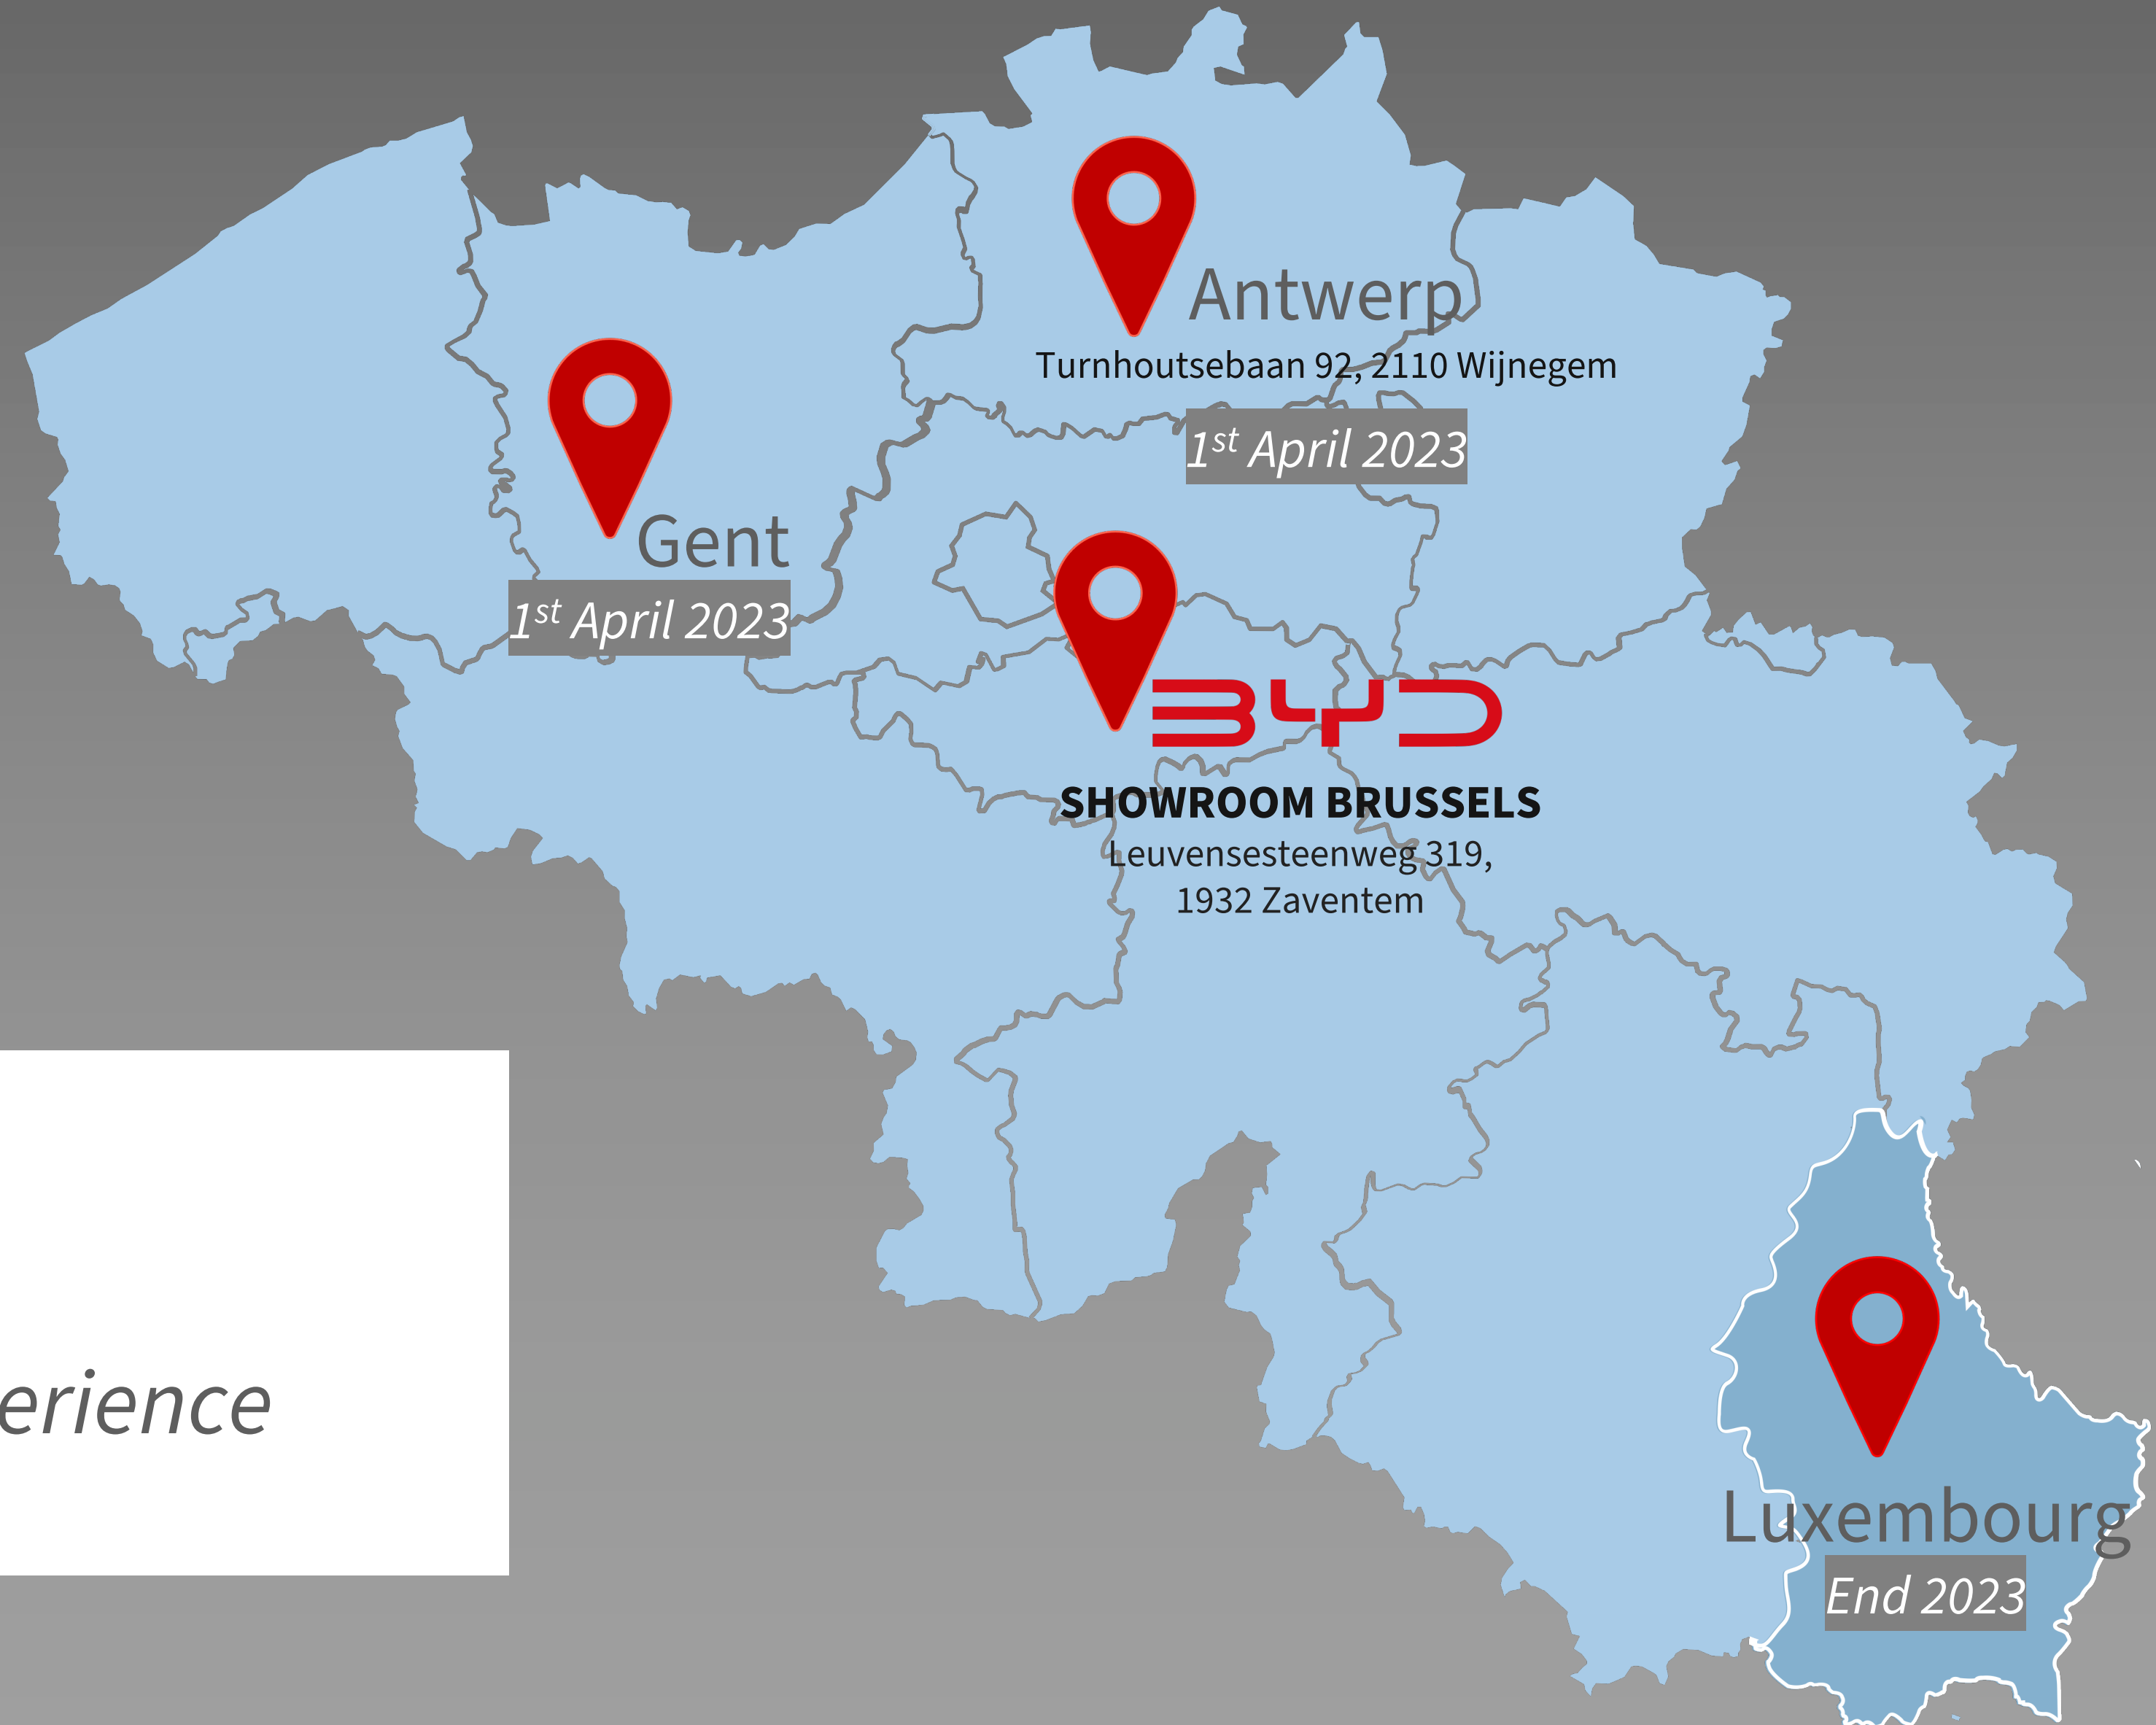 Antwerp
Turnhoutsebaan 92, 2110 Wijnegem
1st April 2023
Gent
1st April 2023
BYD
SHOWROOM BRUSSELS
Leuvensesteenweg 319,
1932 Zaventem
erience
Luxembourg
End 2023